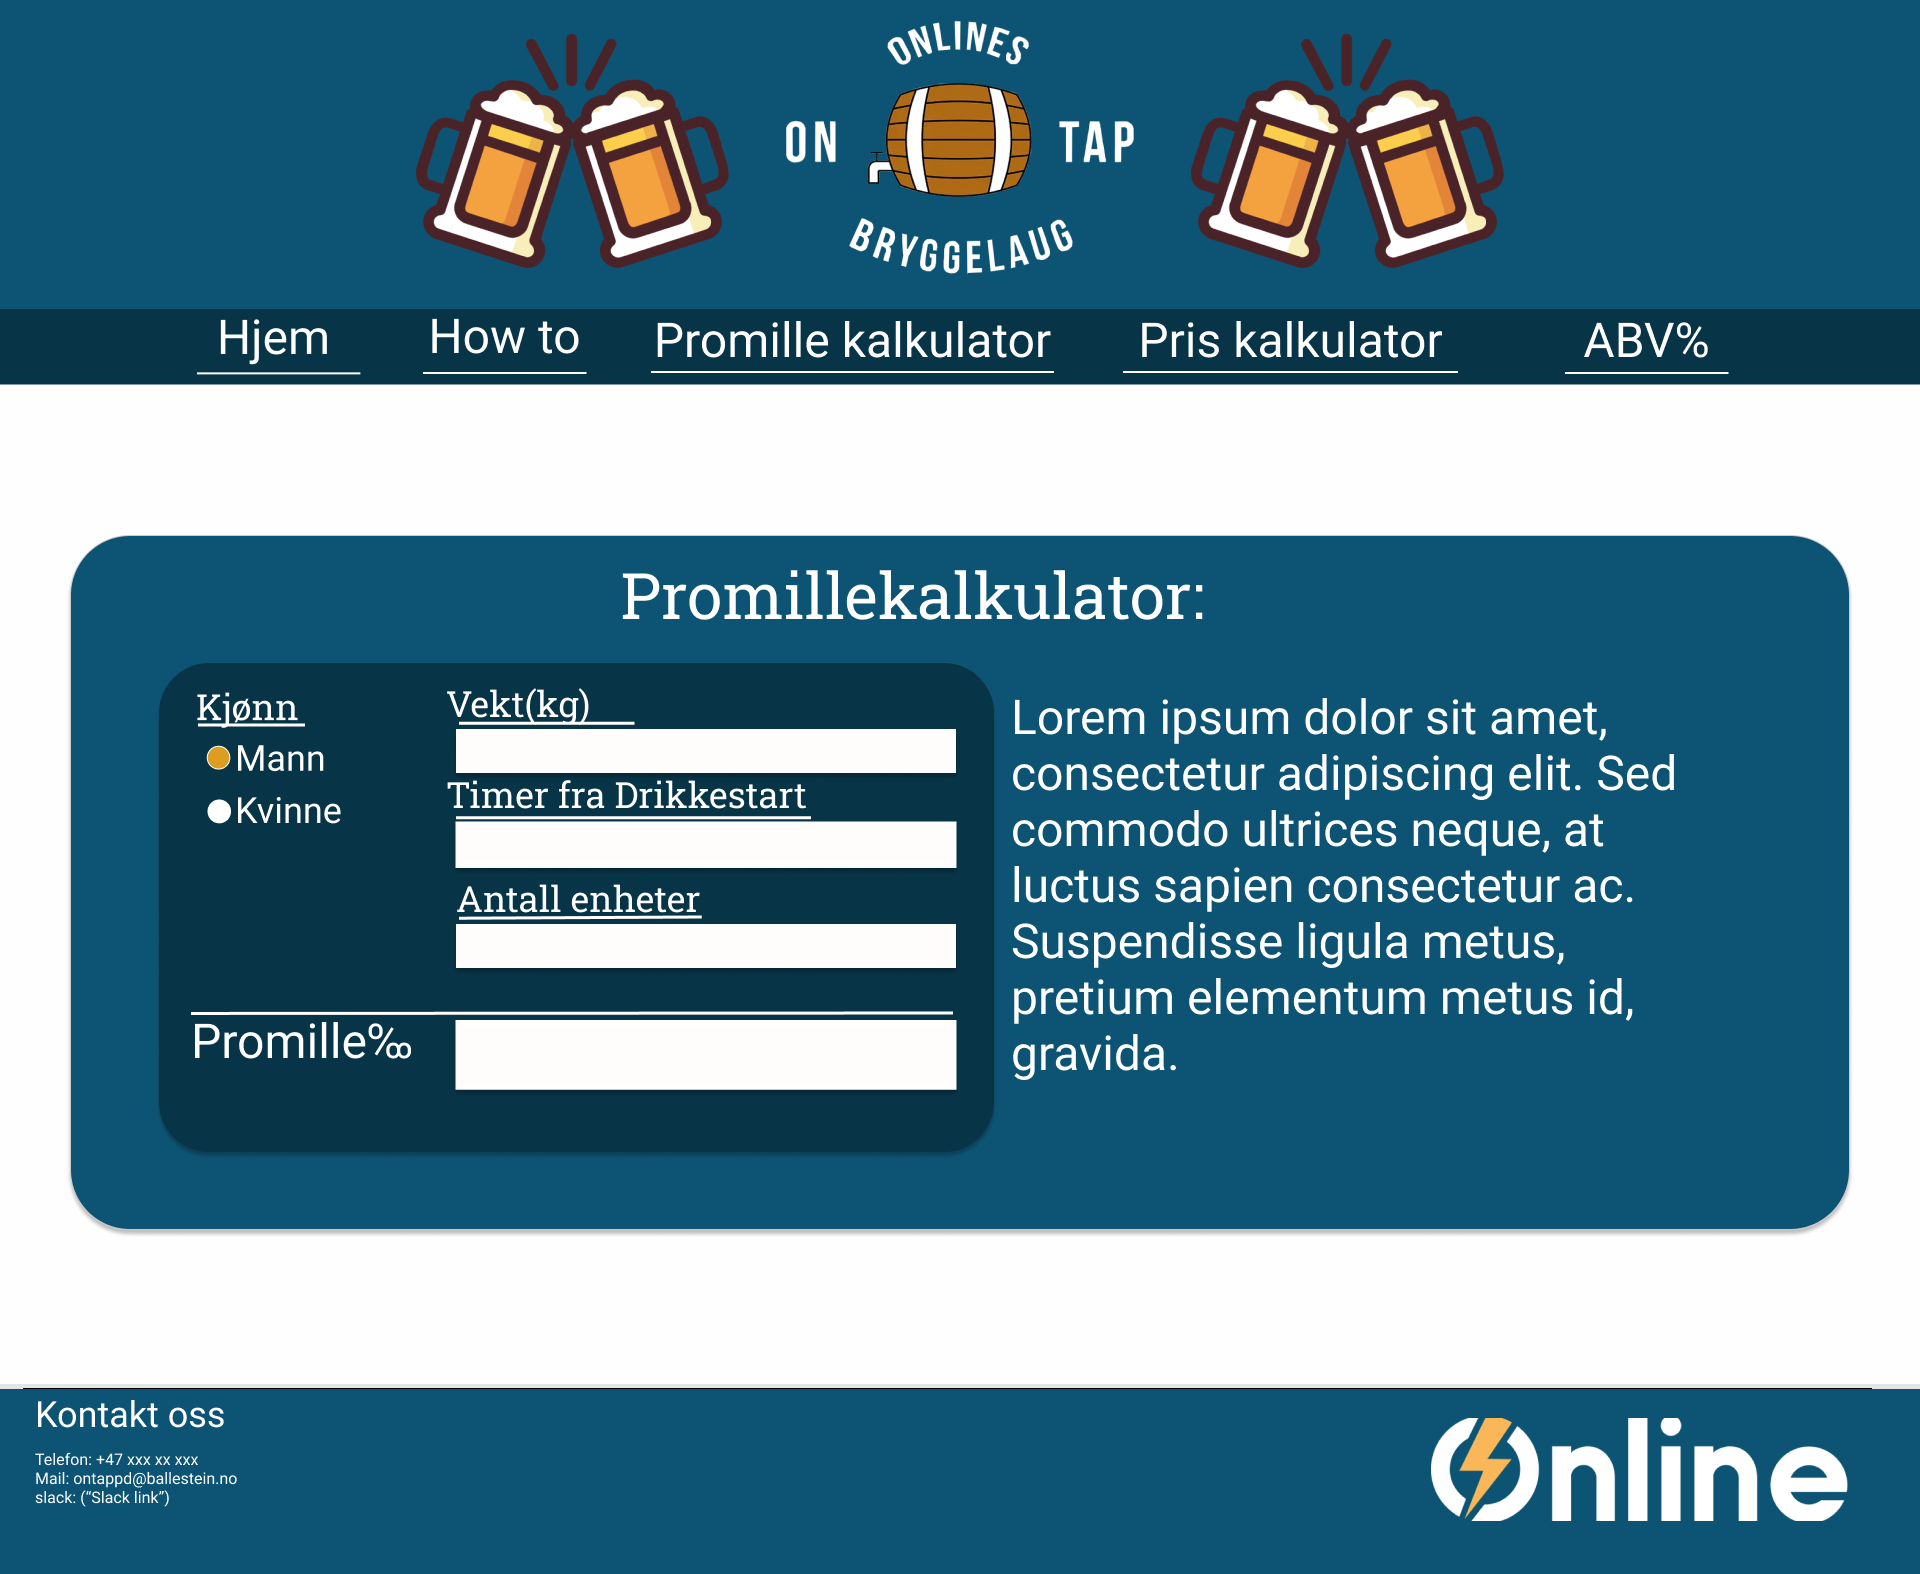 ONLINES
ON TAP
BRYGGELAUG
Hjem How to Promille kalkulator Pris kalkulator ABV%
Promillekalkulator:
Kjønn
Mann
Kvinne
Vekt(kg)
Timer fra Drikkestart
Antall enheter
Promille‰
Lorem ipsum dolor sit amet,
consectetur adipiscing elit. Sed
commodo ultrices neque, at
luctus sapien consectetur ac.
Suspendisse ligula metus,
pretium elementum metus id,
gravida.
Kontakt oss
Telefon: +47 xxx xx xxx
Mail: ontappd@ballestein.no
slack: (“Slack link”)
Online